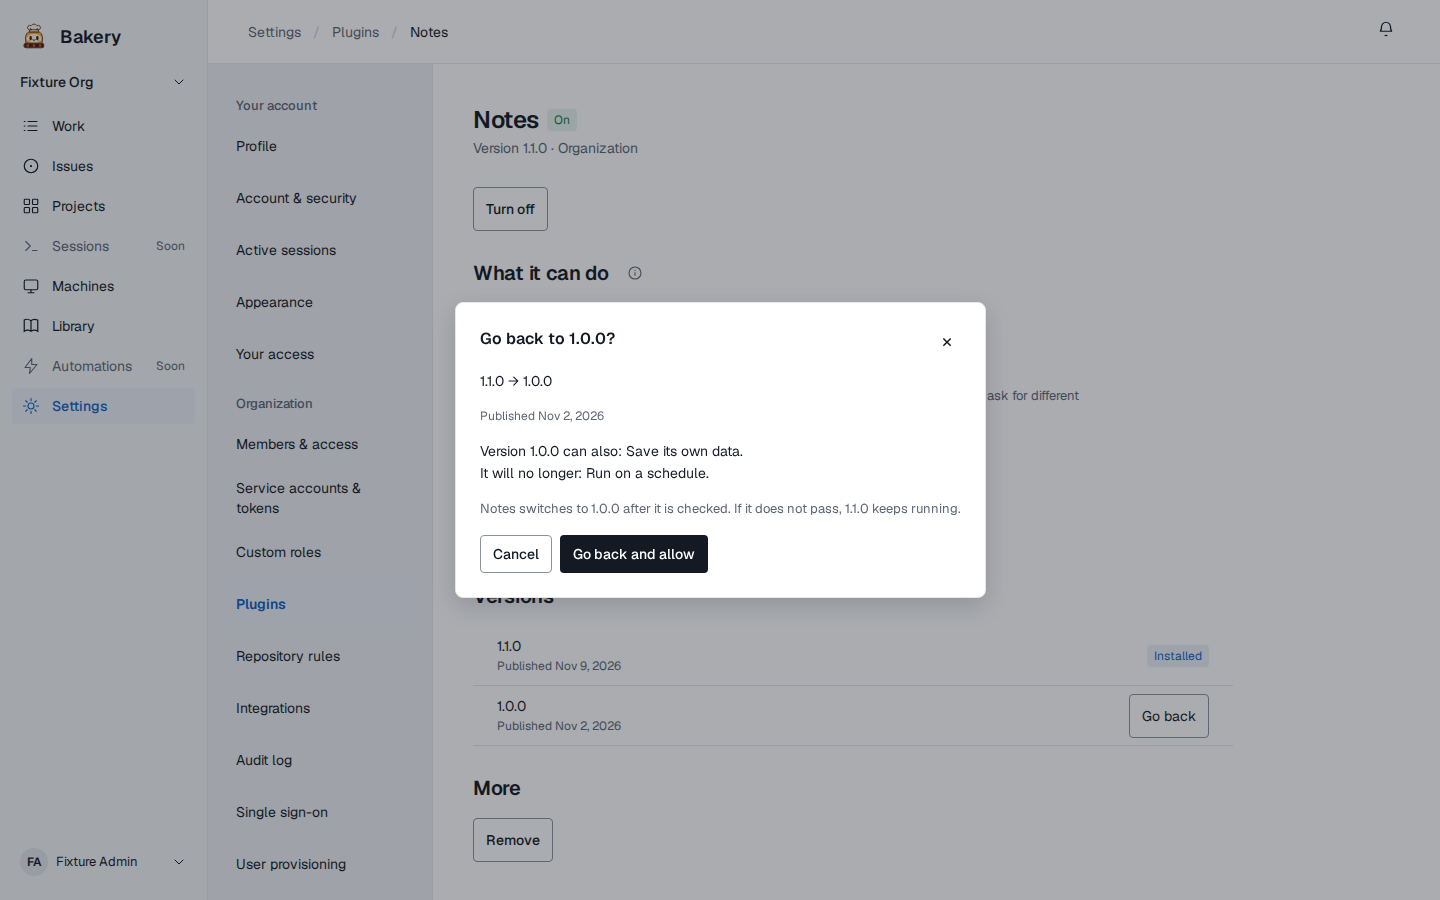 Bakery
Fixture Org
Work
Issues
Projects
Sessions Soon
Machines
Library
Automations Soon
Settings
FA Fixture Admin
Settings / Plugins / Notes
Your account
Profile
Account & security
Active sessions
Appearance
Your access
Organization
Members & access
Service accounts &
tokens
Custom roles
Plugins
Repository rules
Integrations
Audit log
Single sign-on
User provisioning
Notes On
Version 1.1.0 · Organization
Turn off
What it can do
ask for different
Go back to 1.0.0?
1.1.0 → 1.0.0
Published Nov 2, 2026
Version 1.0.0 can also: Save its own data.
It will no longer: Run on a schedule.
Notes switches to 1.0.0 after it is checked. If it does not pass, 1.1.0 keeps running.
Cancel Go back and allow
Versions
1.1.0
Published Nov 9, 2026
Installed
1.0.0
Published Nov 2, 2026
Go back
More
Remove